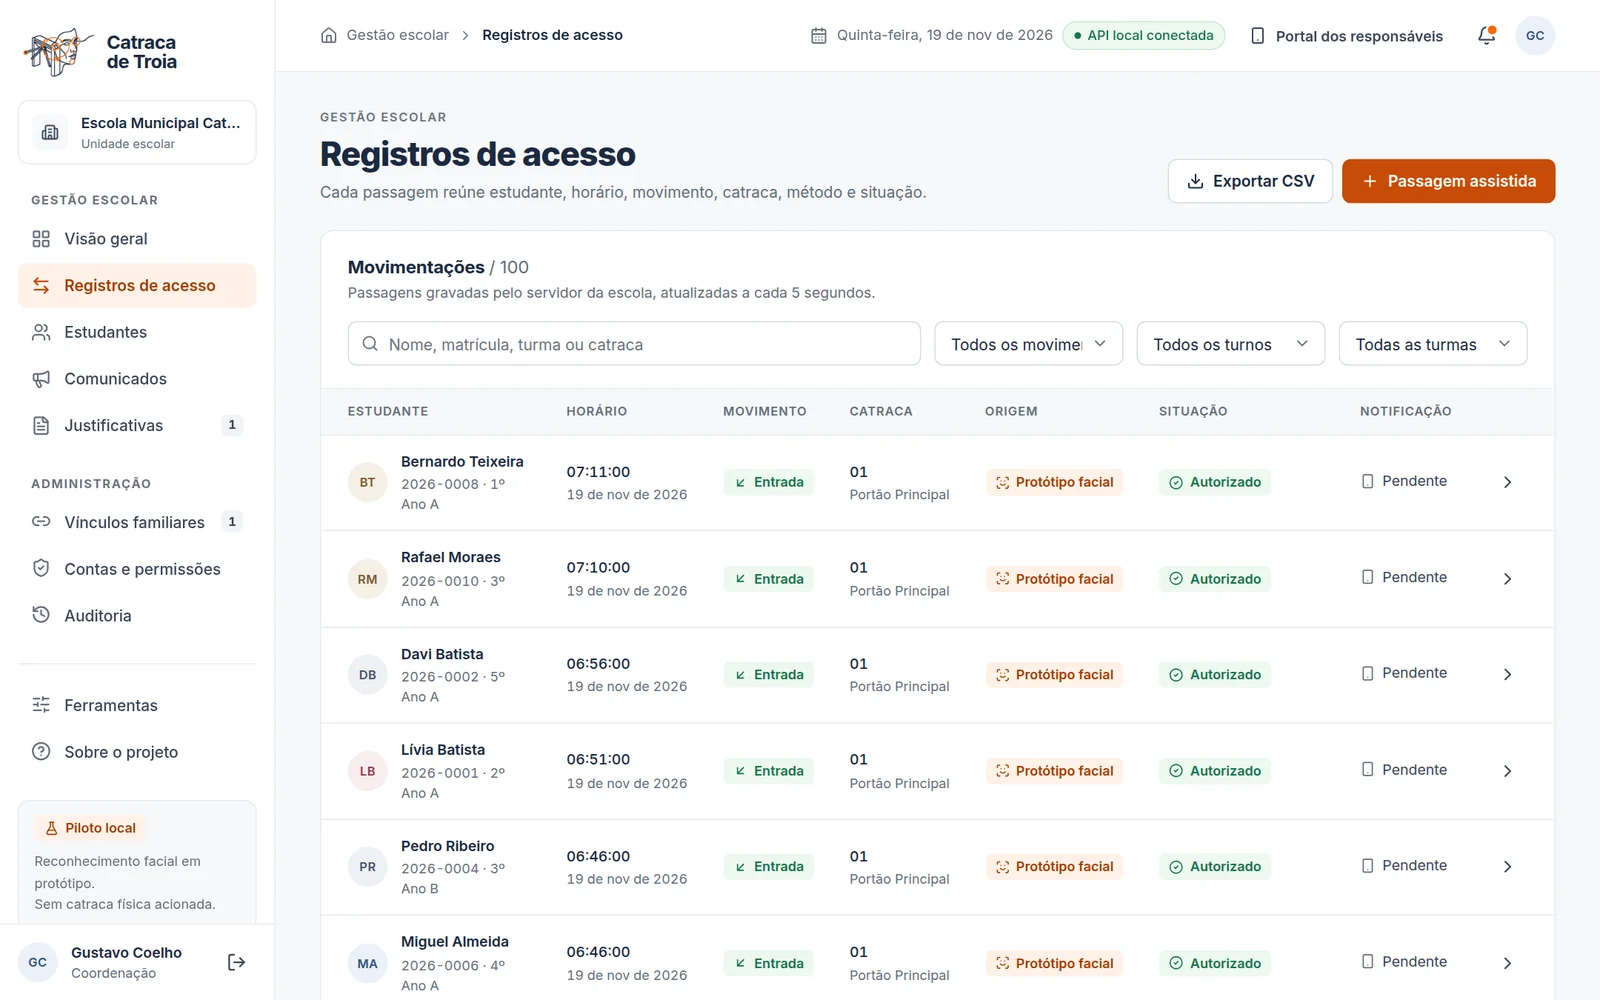 Catraca
de Troia
Escola Municipal Cat...
Unidade escolar
GESTÃO ESCOLAR
Visão geral
Registros de acesso
Estudantes
Comunicados
Justificativas 1
ADMINISTRAÇÃO
Vínculos familiares 1
Contas e permissões
Auditoria
Ferramentas
Sobre o projeto
Piloto local
Reconhecimento facial em
protótipo.
Sem catraca física acionada.
GC Gustavo Coelho
Coordenação
Gestão escolar > Registros de acesso
Quinta-feira, 19 de nov de 2026 API local conectada Portal dos responsáveis GC
GESTÃO ESCOLAR
Registros de acesso
Cada passagem reúne estudante, horário, movimento, catraca, método e situação.
Exportar CSV + Passagem assistida
Movimentações / 100
Passagens gravadas pelo servidor da escola, atualizadas a cada 5 segundos.
Nome, matrícula, turma ou catraca Todos os movime Todos os turnos Todas as turmas
ESTUDANTE HORÁRIO MOVIMENTO CATRACA ORIGEM SITUAÇÃO NOTIFICAÇÃO
BT Bernardo Teixeira 07:11:00 Entrada 01 Protótipo facial Autorizado Pendente
2026-0008 · 1º 19 de nov de 2026 Portão Principal
Ano A
RM Rafael Moraes 07:10:00 Entrada 01 Protótipo facial Autorizado Pendente
2026-0010 · 3º 19 de nov de 2026 Portão Principal
Ano A
DB Davi Batista 06:56:00 Entrada 01 Protótipo facial Autorizado Pendente
2026-0002 · 5º 19 de nov de 2026 Portão Principal
Ano A
LB Lívia Batista 06:51:00 Entrada 01 Protótipo facial Autorizado Pendente
2026-0001 · 2º 19 de nov de 2026 Portão Principal
Ano A
PR Pedro Ribeiro 06:46:00 Entrada 01 Protótipo facial Autorizado Pendente
2026-0004 · 3º 19 de nov de 2026 Portão Principal
Ano B
MA Miguel Almeida 06:46:00 Entrada 01 Protótipo facial Autorizado Pendente
2026-0006 · 4º 19 de nov de 2026 Portão Principal
Ano A